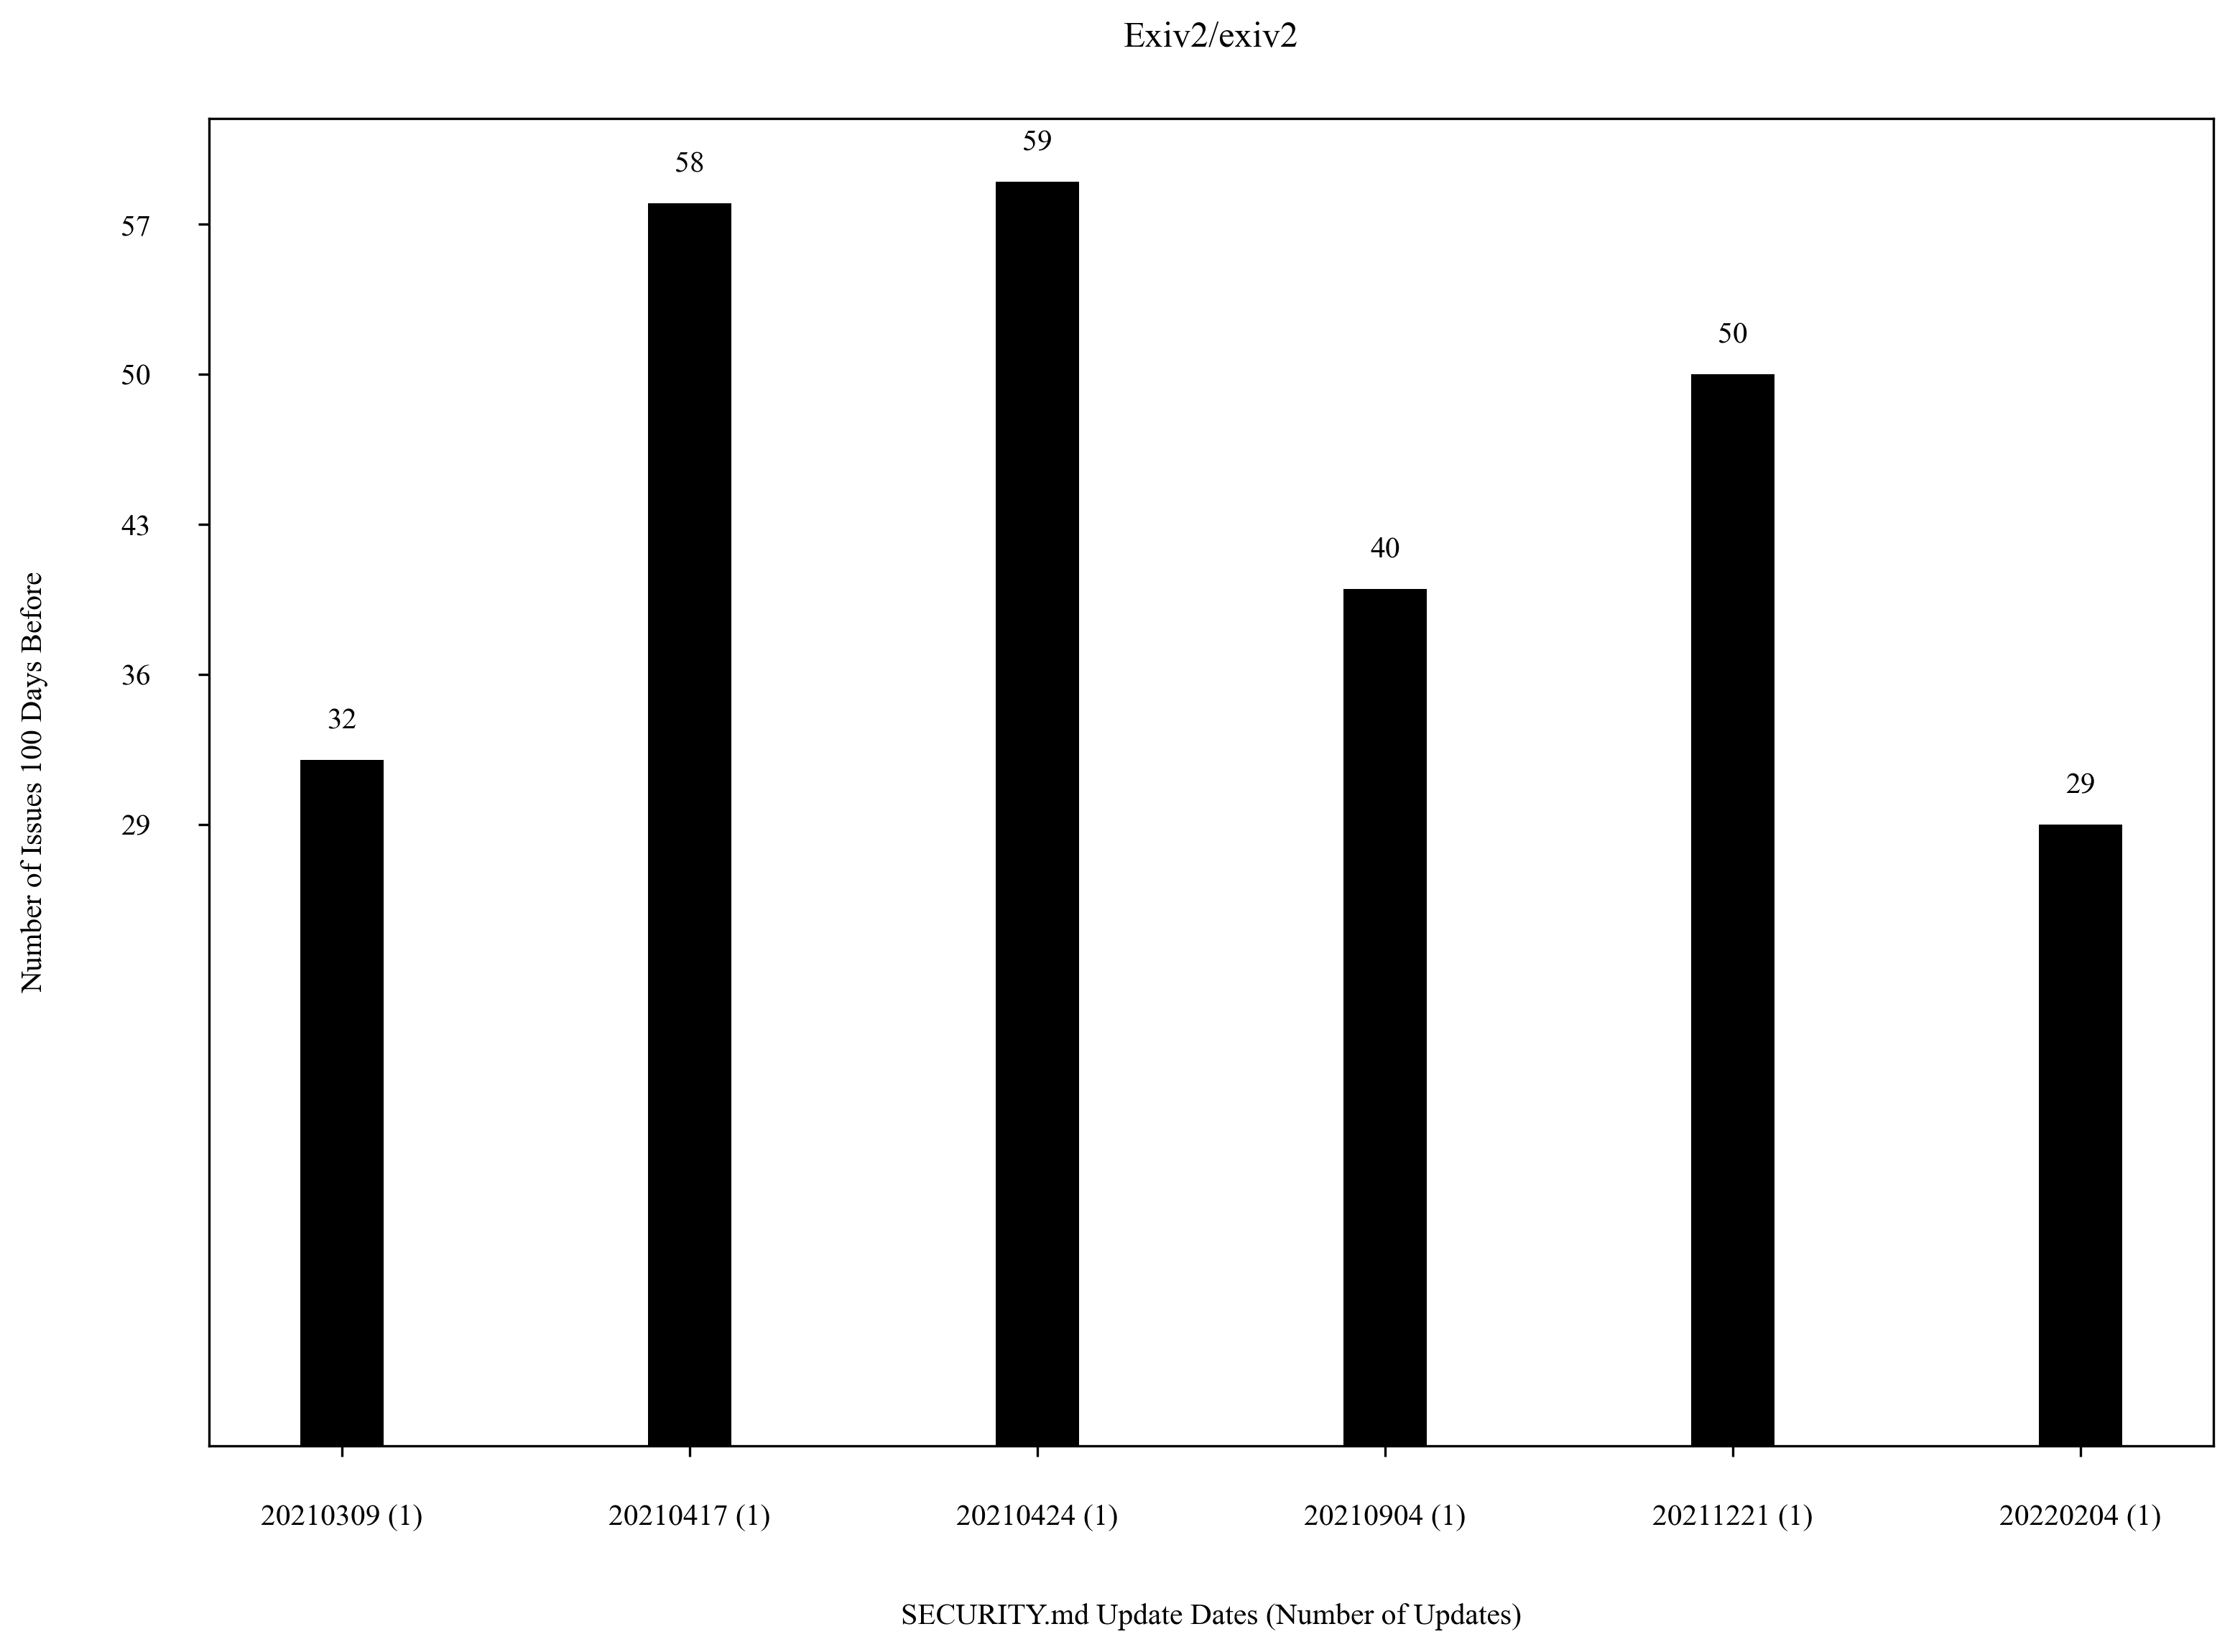 Exiv2/exiv2
59
58
57
50
50
43
40
36
32
29
29
Number of Issues 100 Days Before
20210309 (1) 20210417 (1) 20210424 (1) 20210904 (1) 20211221 (1) 20220204 (1)
SECURITY.md Update Dates (Number of Updates)